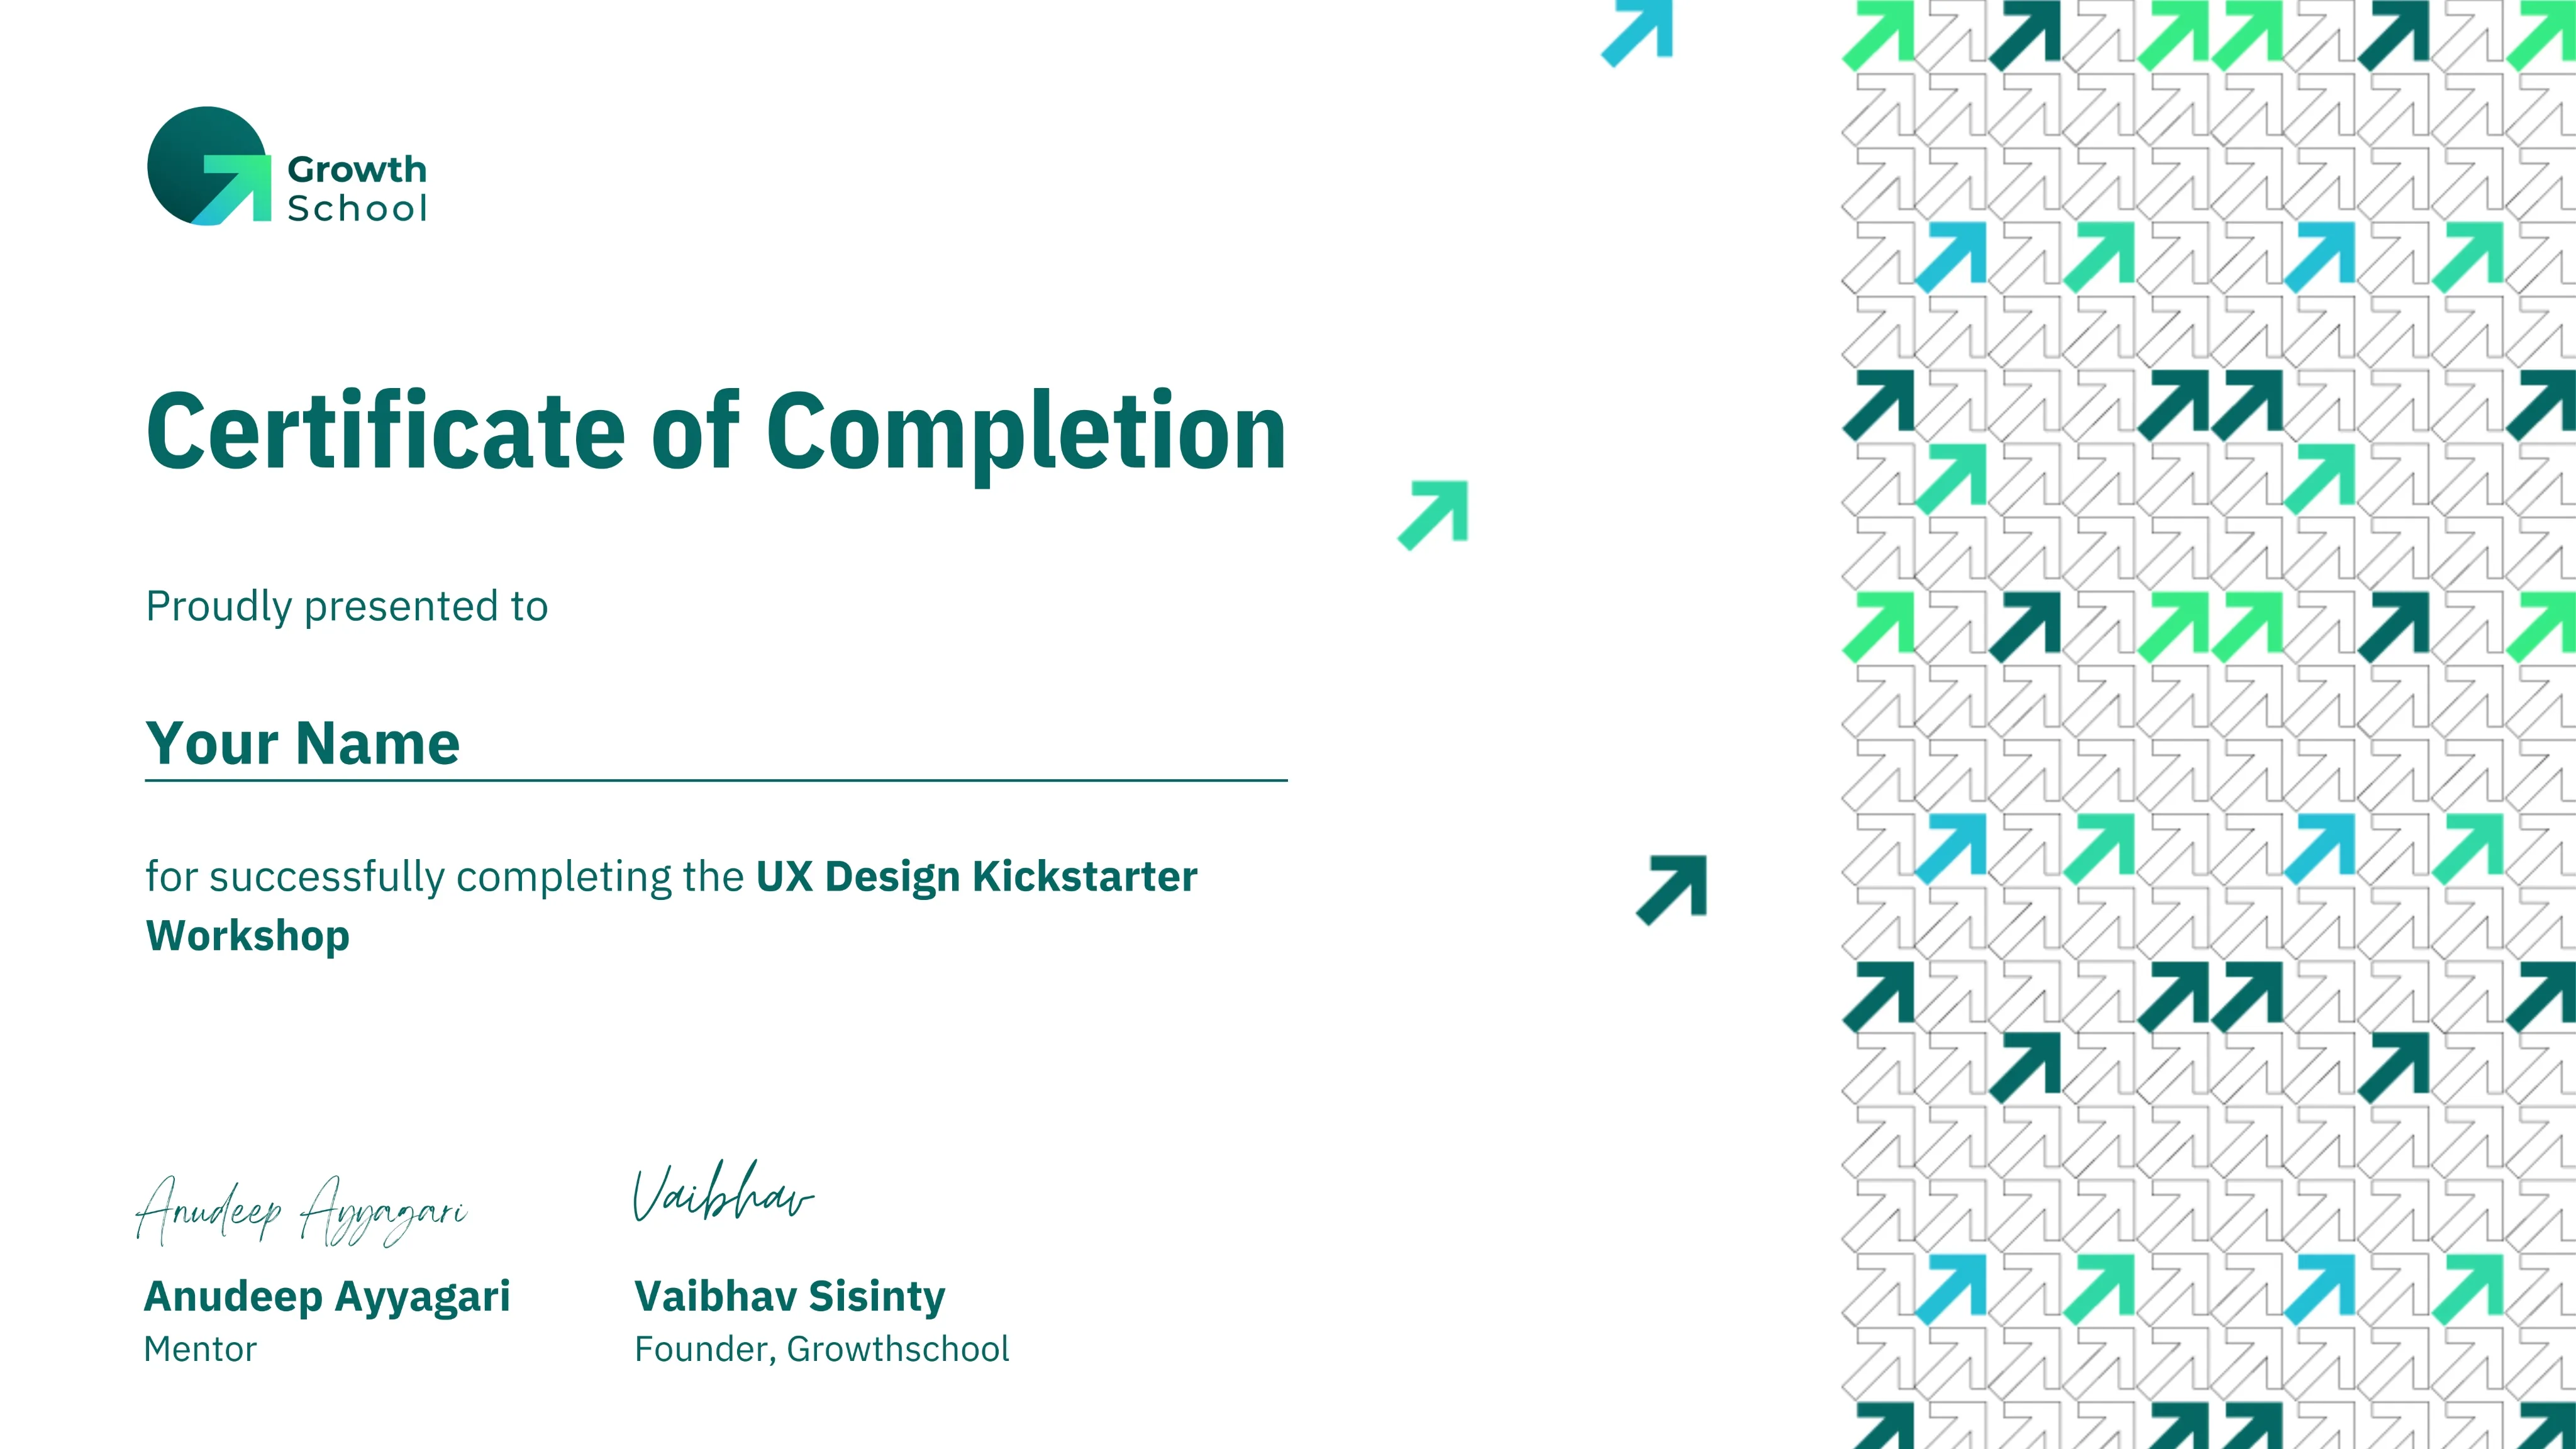 Growth
School
Certificate of Completion
Proudly presented to
Your Name
for successfully completing the UX Design Kickstarter
Workshop
Anudeep Ayyagari
Vaibhav
Anudeep Ayyagari
Mentor
Vaibhav Sisinty
Founder, Growthschool